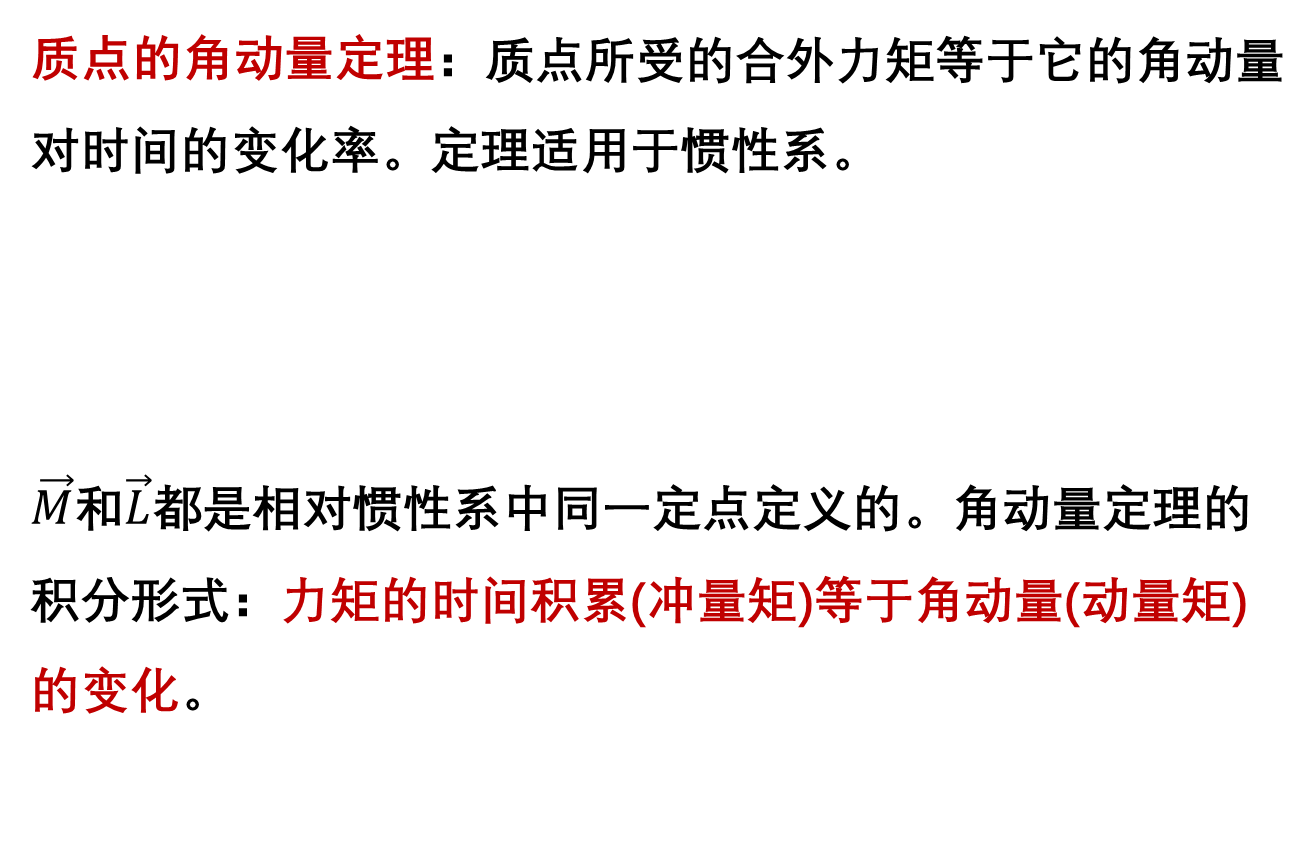 质点的角动量定理：质点所受的合外力矩等于它的角动量
对时间的变化率。定理适用于惯性系。
$\vec{M}$和$\vec{L}$都是相对惯性系中同一定点定义的。角动量定理的
积分形式：力矩的时间积累(冲量矩)等于角动量(动量矩)
的变化。